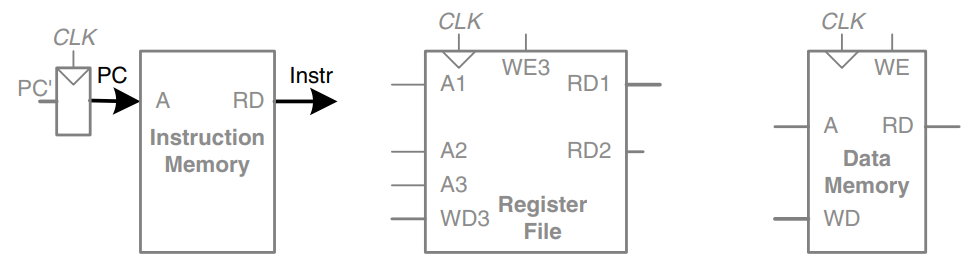 CLK
PC'
PC
A
RD
Instruction
Memory
Instr
CLK
WE3
A1
RD1
A2
RD2
A3
WD3
Register
File
CLK
WE
A
RD
Data
Memory
WD